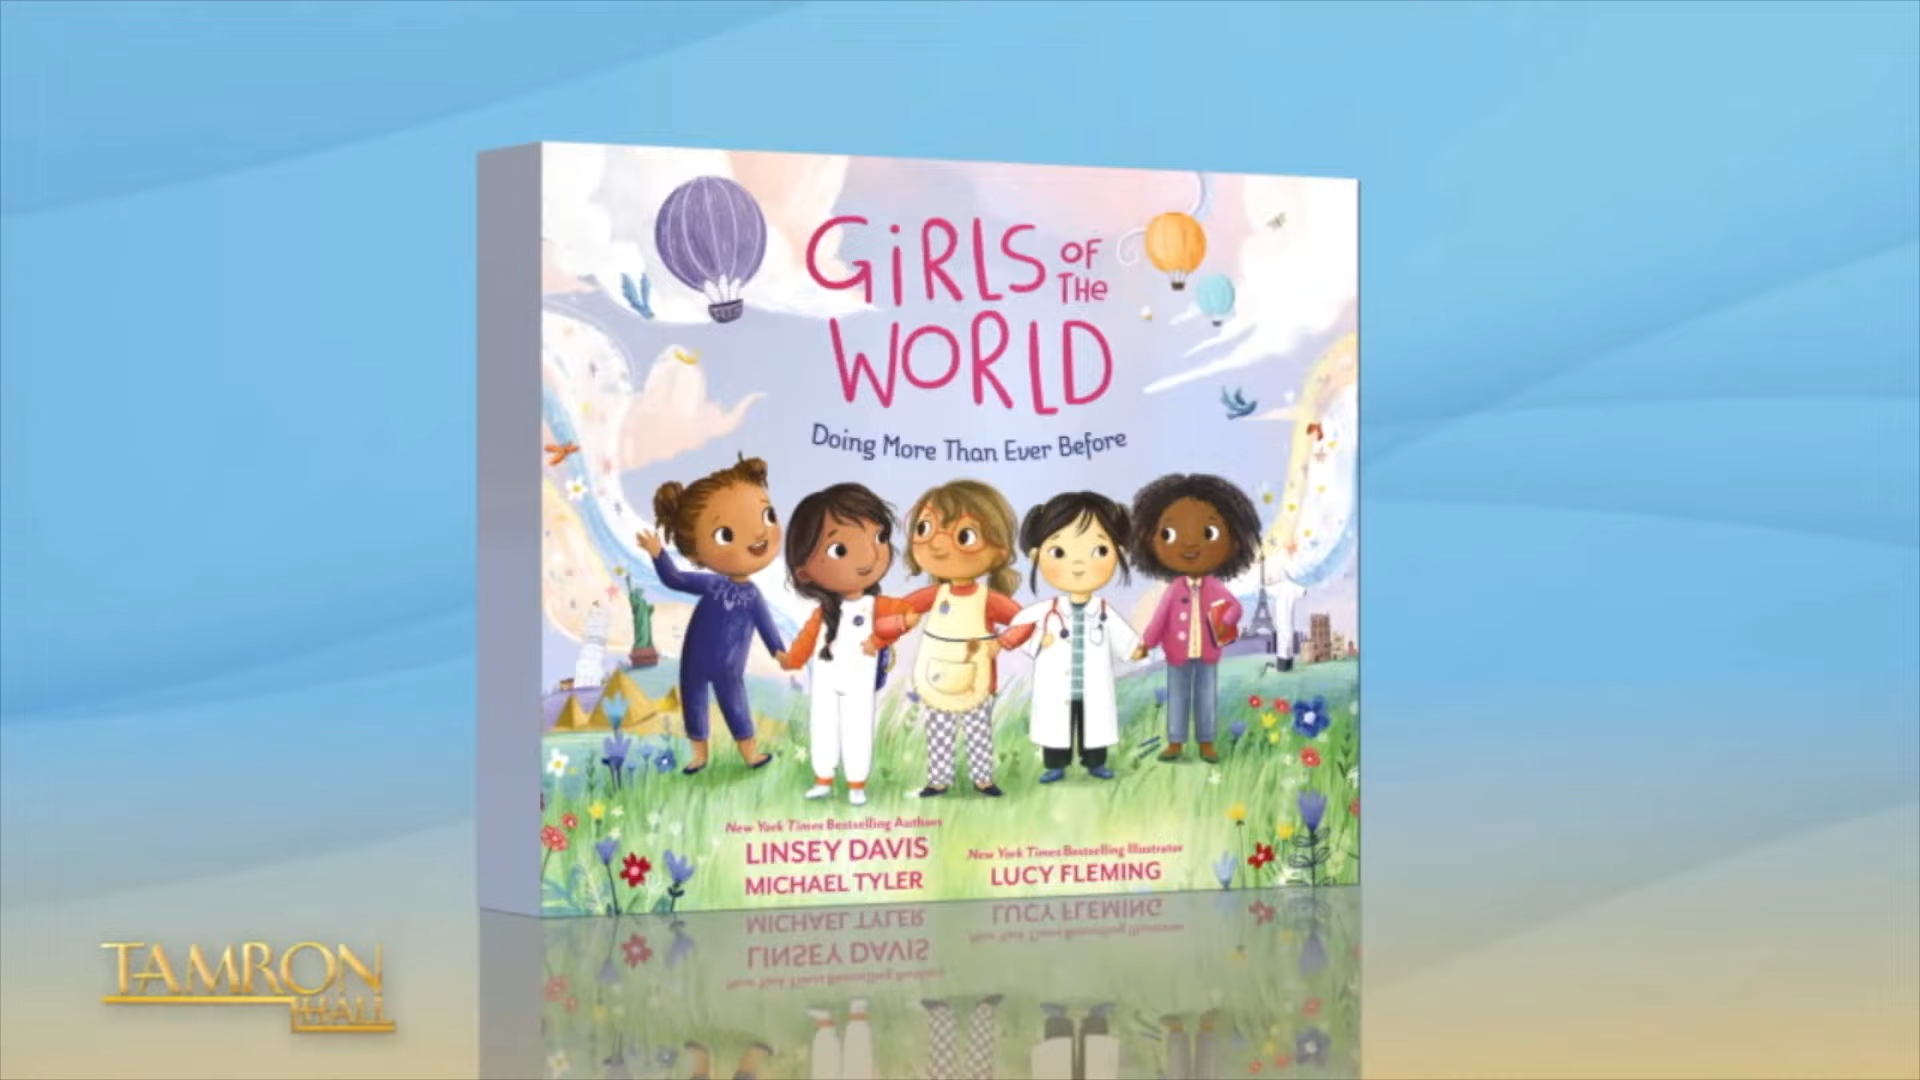 GiRLS OF THE
WORLD
Doing More Than Ever Before
New York Times Bestselling Authors
LINSEY DAVIS
MICHAEL TYLER
New York Times Bestselling Illustrator
LUCY FLEMING
TAMRON
HALL